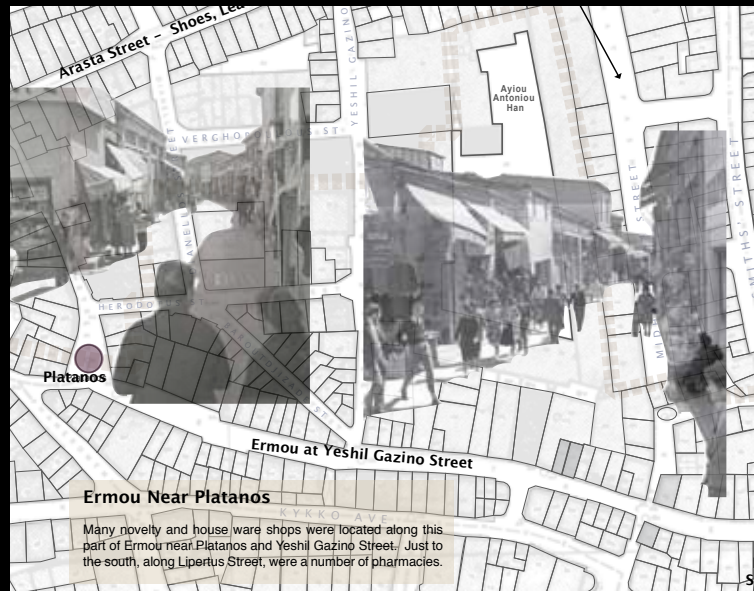 Arasta Street – Shoes,
YESHIL GAZINO
Ayiou
Antoniou
Han
ST
STREET
STREET
Platanos
Ermou at Yeshil Gazino Street
Ermou Near Platanos
Many novelty and house ware shops were located along this
part of Ermou near Platanos and Yeshil Gazino Street. Just to
the south, along Lipertus Street, were a number of pharmacies.
KYKKO AVE